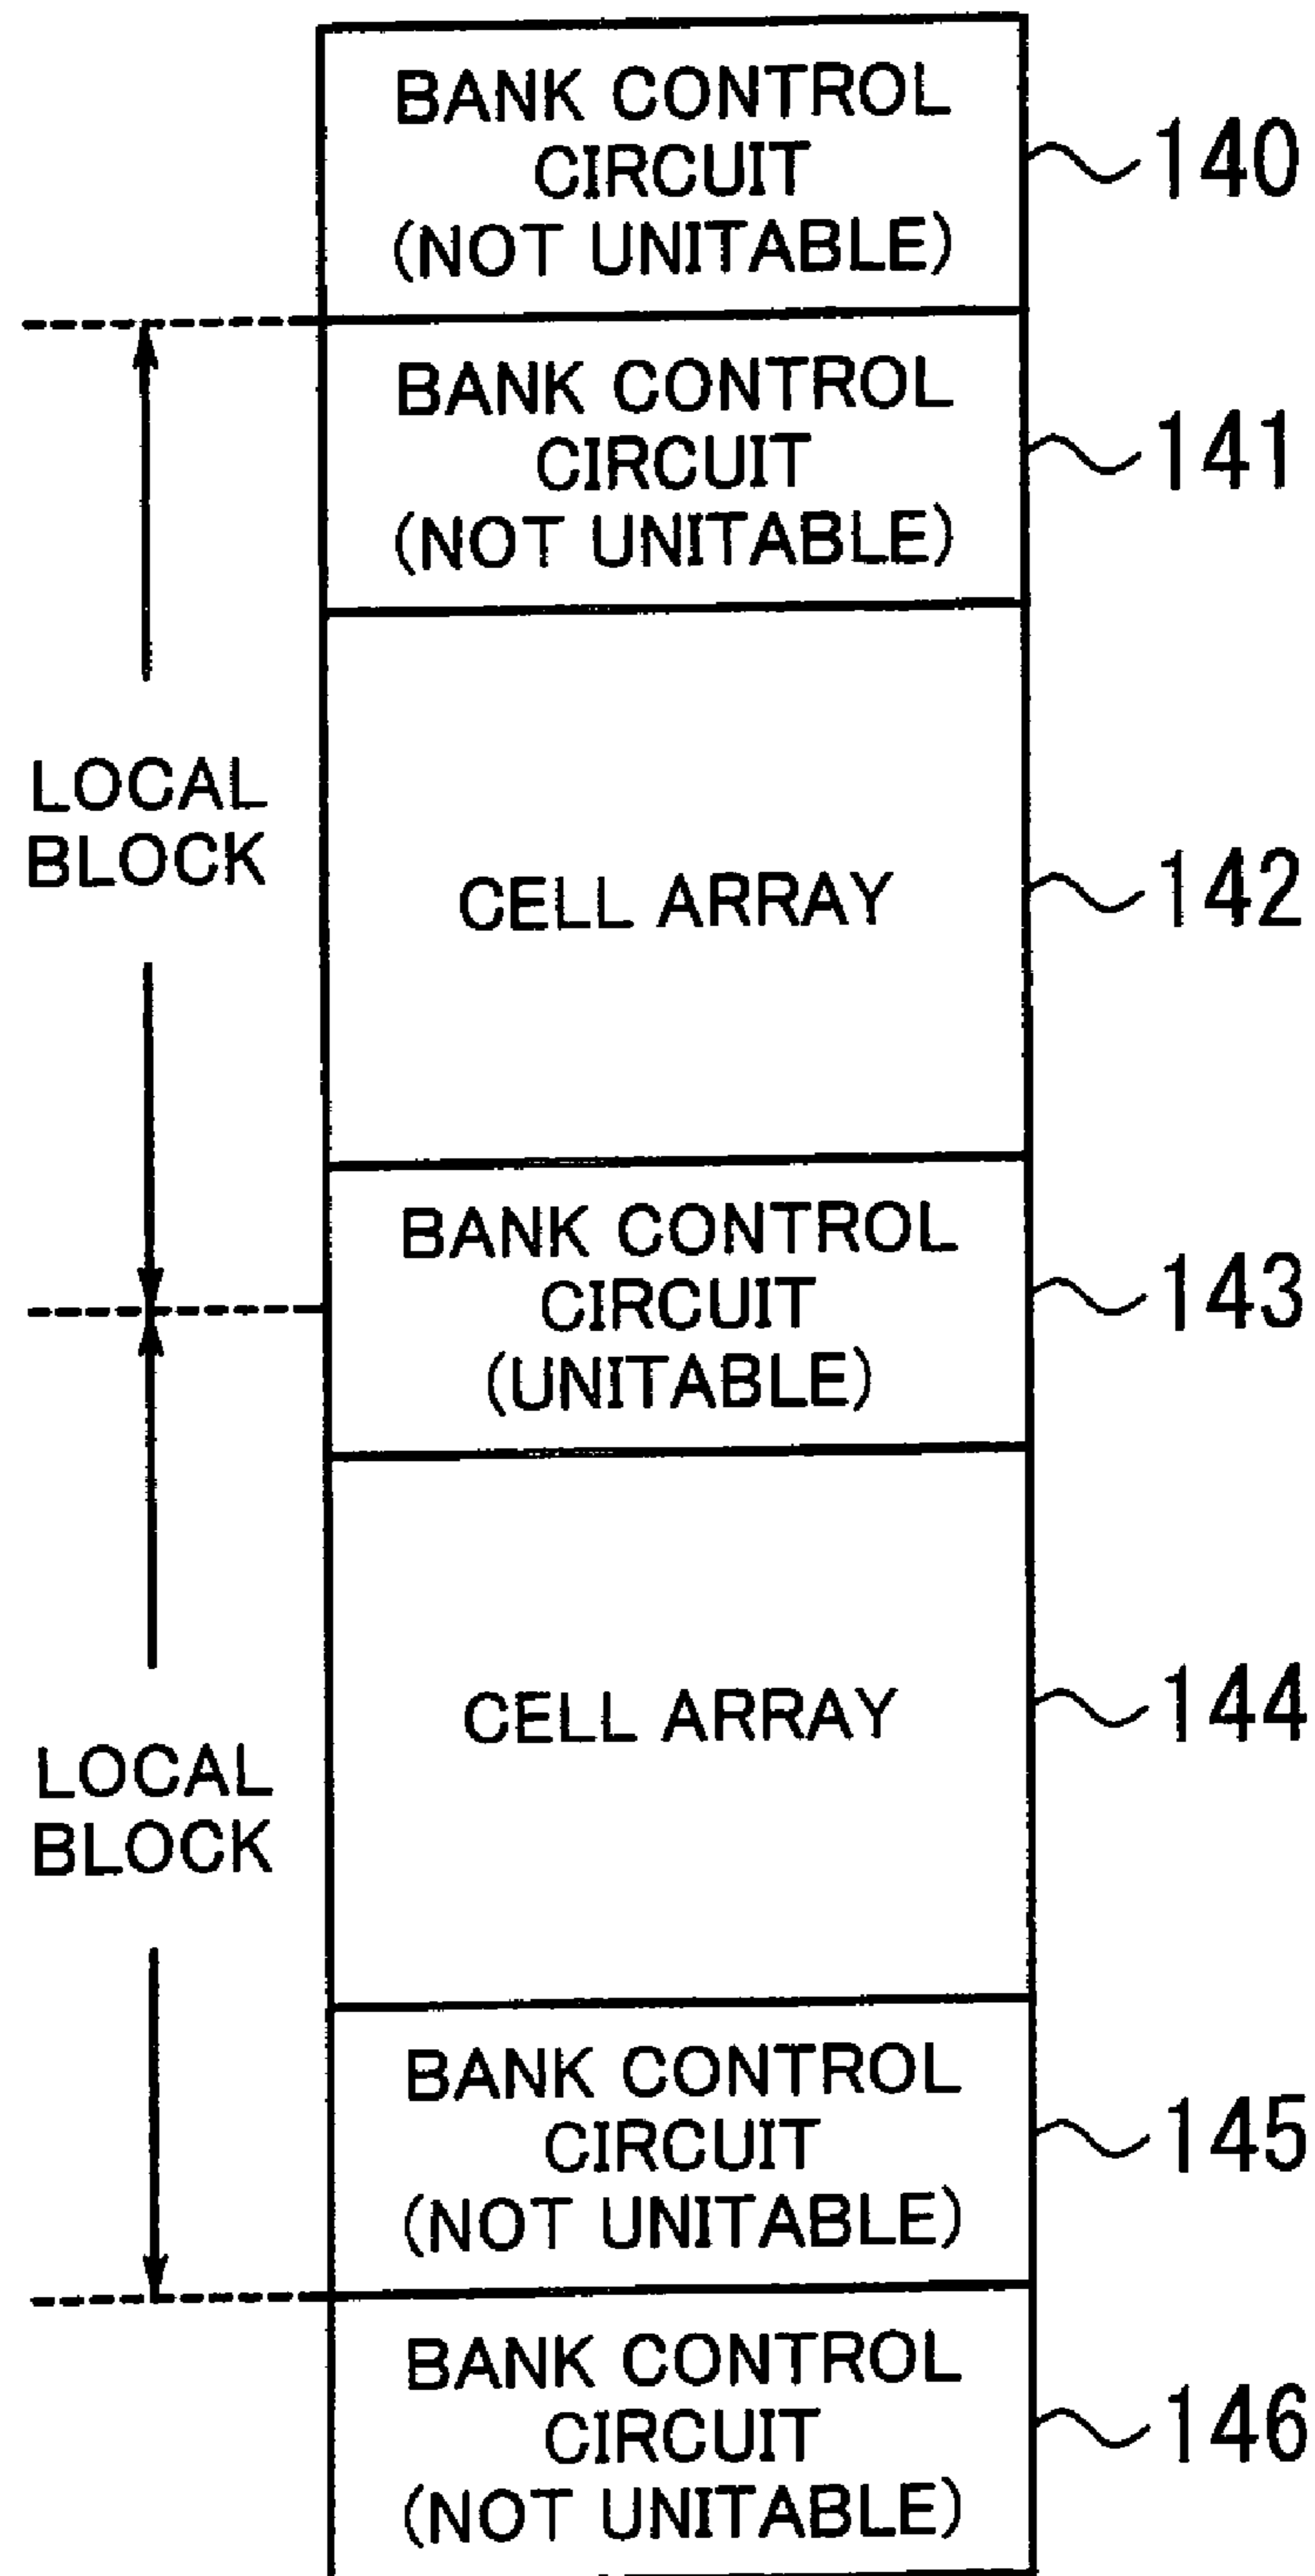 BANK CONTROL
CIRCUIT
(NOT UNITABLE)
140
BANK CONTROL
CIRCUIT
(NOT UNITABLE)
141
LOCAL
BLOCK
CELL ARRAY
142
BANK CONTROL
CIRCUIT
(UNITABLE)
143
CELL ARRAY
144
LOCAL
BLOCK
BANK CONTROL
CIRCUIT
(NOT UNITABLE)
145
BANK CONTROL
CIRCUIT
(NOT UNITABLE)
146